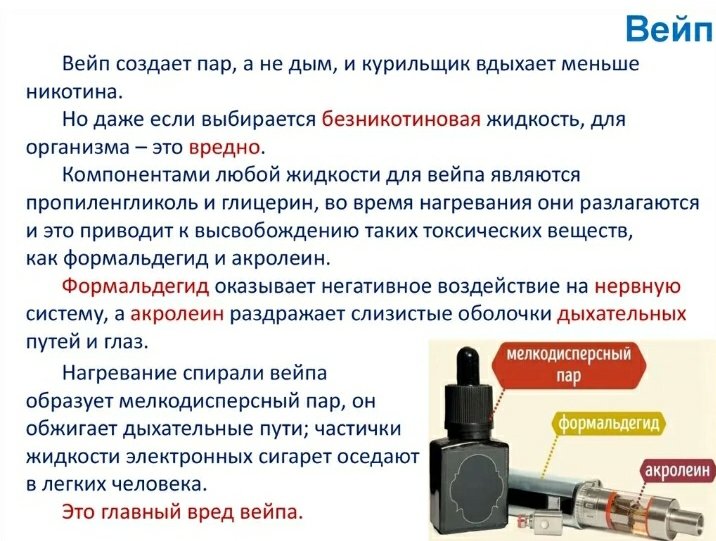 Вейп
Вейп создает пар, а не дым, и курильщик вдыхает меньше
никотина.
Но даже если выбирается безникотиновая жидкость, для
организма – это вредно.
Компонентами любой жидкости для вейпа являются
пропиленгликоль и глицерин, во время нагревания они разлагаются
и это приводит к высвобождению таких токсических веществ,
как формальдегид и акролеин.
Формальдегид оказывает негативное воздействие на нервную
систему, а акролеин раздражает слизистые оболочки дыхательных
путей и глаз.
Нагревание спирали вейпа
образует мелкодисперсный пар, он
обжигает дыхательные пути; частички
жидкости электронных сигарет оседают
в легких человека.
Это главный вред вейпа.
мелкодисперсный
пар
формальдегид
акролеин